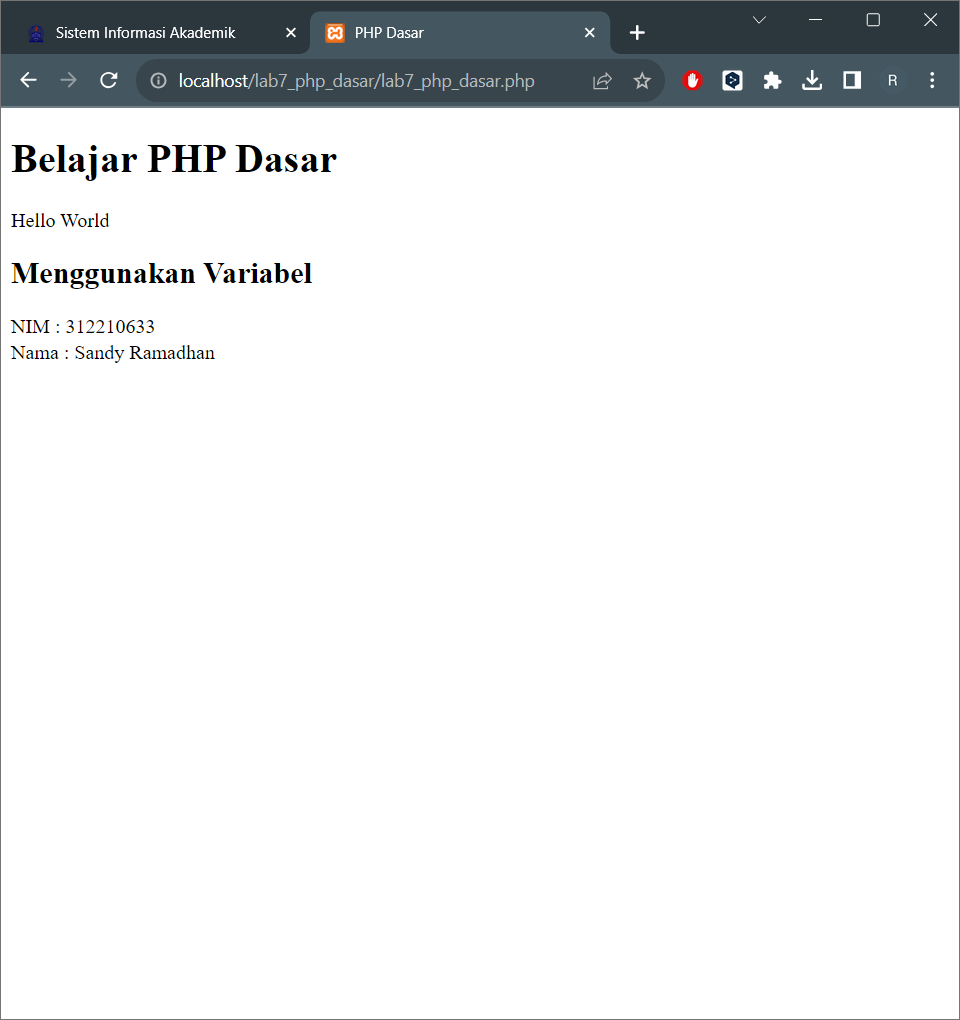 Sistem Informasi Akademik
PHP Dasar
localhost/lab7_php_dasar/lab7_php_dasar.php
R
Belajar PHP Dasar
Hello World
Menggunakan Variabel
NIM : 312210633
Nama : Sandy Ramadhan